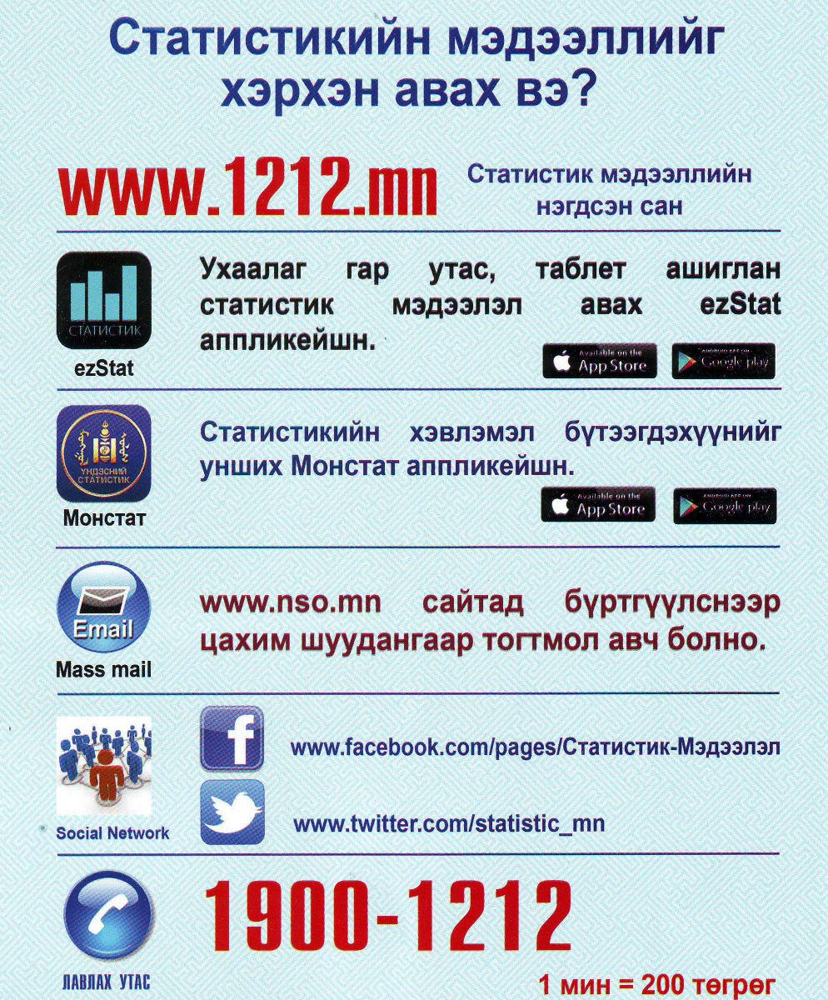 Статистикийн мэдээллийг
хэрхэн авах вэ?
www.1212.mn
Статистик мэдээллийн
нэгдсэн сан
СТАТИСТИК
ezStat
Ухаалаг гар утас, таблет ашиглан
статистик мэдээлэл авах ezStat
аппликейшн.
Available on the
App Store
ANDROID APP ON
Google play
ҮНДЭСНИЙ
СТАТИСТИК
Монстат
Статистикийн хэвлэмэл бүтээгдэхүүнийг
унших Монстат аппликейшн.
Available on the
App Store
ANDROID APP ON
Google play
Email
Mass mail
www.nso.mn сайтад бүртгүүлснээр
цахим шуудангаар тогтмол авч болно.
Social Network
f
www.facebook.com/pages/Статистик-Мэдээлэл
www.twitter.com/statistic_mn
ЛАВЛАХ УТАС
1900-1212
1 мин = 200 төгрөг